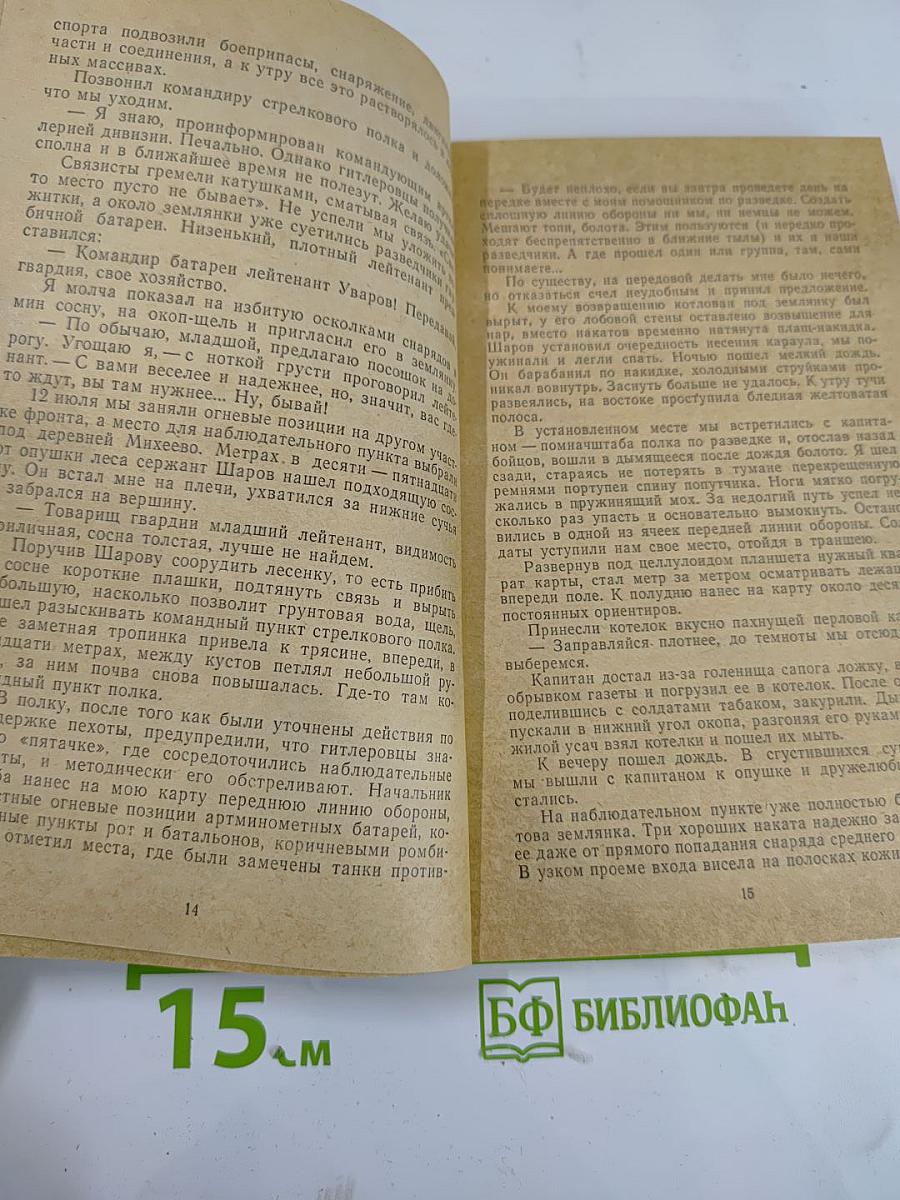 спорта подвозили боеприпасы, снаряжение,
части и соединения, а к утру все это растворялось в
ных массивах.
Позвонил командиру стрелкового полка и
что мы уходим.
— Я знаю, проинформирован командующим
лерией дивизии. Печально. Однако гитлеровцы получили
сполна и в ближайшее время не полезут. Желаю
Связисты гремели катушками, сматывая связь.
то место пусто не бывает». Не успели мы уложить
житки, а около землянки уже суетились разведчики
бичной батареи. Низенький, плотный лейтенант
ставился:
— Командир батареи лейтенант Уваров! Передавай,
гвардия, свое хозяйство.
Я молча показал на избитую осколками снарядов и
мин сосну, на окоп-щель и пригласил его в землянку.
— По обычаю, младшой, предлагаю посошок на до-
рогу. Угощаю я, — с ноткой грусти проговорил лейте-
нант. — С вами веселее и надежнее, но, значит, вас где-
то ждут, вы там нужнее... Ну, бывай!
12 июля мы заняли огневые позиции на другом участ-
ке фронта, а место для наблюдательного пункта выбрали
под деревней Михеево. Метрах в десяти — пятнадцати
от опушки леса сержант Шаров нашел подходящую сос-
ну. Он встал мне на плечи, ухватился за нижние сучья
забрался на вершину.
— Товарищ гвардии младший лейтенант, видимость
риличная, сосна толстая, лучше не найдем.
Поручив Шарову соорудить лесенку, то есть прибить
сосне короткие плашки, подтянуть связь и вырыть
большую, насколько позволит грунтовая вода, щель,
шел разыскивать командный пункт стрелкового полка.
е заметная тропинка привела к трясине, впереди, в
дцати метрах, между кустов петлял небольшой ру-
, за ним почва снова повышалась. Где-то там ко-
дный пункт полка.
В полку, после того как были уточнены действия по
держке пехоты, предупредили, что гитлеровцы зна-
о «пятачке», где сосредоточились наблюдательные
ты, и методически его обстреливают. Начальник
ба нанес на мою карту переднюю линию обороны,
стные огневые позиции артминометных батарей, ко-
ные пункты рот и батальонов, коричневыми ромби-
отметил места, где были замечены танки против-
14
— Будет неплохо, если вы завтра проведете день на
передке вместе с моим помощником по разведке. Создать
сплошную линию обороны ни мы, ни немцы не можем.
Мешают топи, болота. Этим пользуются (и нередко про-
ходят беспрепятственно в ближние тылы) и их и наши
разведчики. А где прошел один или группа, там, сами
понимаете...
По существу, на передовой делать мне было нечего,
но отказаться счел неудобным и принял предложение.
К моему возвращению котлован под землянку был
вырыт, у его лобовой стены оставлено возвышение для
нар, вместо накатов временно натянута плащ-накидка.
Шаров установил очередность несения караула, мы по-
ужинали и легли спать. Ночью пошел мелкий дождь.
Он барабанил по накидке, холодными струйками про-
никал вовнутрь. Заснуть больше не удалось. К утру тучи
развеялись, на востоке проступила бледная желтоватая
полоса.
В установленном месте мы встретились с капита-
ном — помначштаба полка по разведке и, отослав назад
бойцов, вошли в дымящееся после дождя болото. Я шел
сзади, стараясь не потерять в тумане перекрещенную
ремнями портупеи спину попутчика. Ноги мягко погру-
жались в пружинящий мох. За недолгий путь успел не
сколько раз упасть и основательно вымокнуть. Остано
вились в одной из ячеек передней линии обороны. Сол
даты уступили нам свое место, отойдя в траншею.
Развернув под целлулоидом планшета нужный ква
рат карты, стал метр за метром осматривать лежащ
впереди поле. К полудню нанес на карту около деся
постоянных ориентиров.
Принесли котелок вкусно пахнущей перловой ка
— Заправляйся плотнее, до темноты мы отсюд
выберемся.
Капитан достал из-за голенища сапога ложку, в
обрывком газеты и погрузил ее в котелок. После о
поделившись с солдатами табаком, закурили. Ды
пускали в нижний угол окопа, разгоняя его рукам
жилой усач взял котелки и пошел их мыть.
К вечеру пошел дождь. В сгустившихся су
мы вышли с капитаном к опушке и дружелюб
стались.
На наблюдательном пункте уже полностью б
това землянка. Три хороших наката надежно за
ее даже от прямого попадания снаряда среднего
В узком проеме входа висела на полосках кожи
15
15 см
БФ БИБЛИОФАН